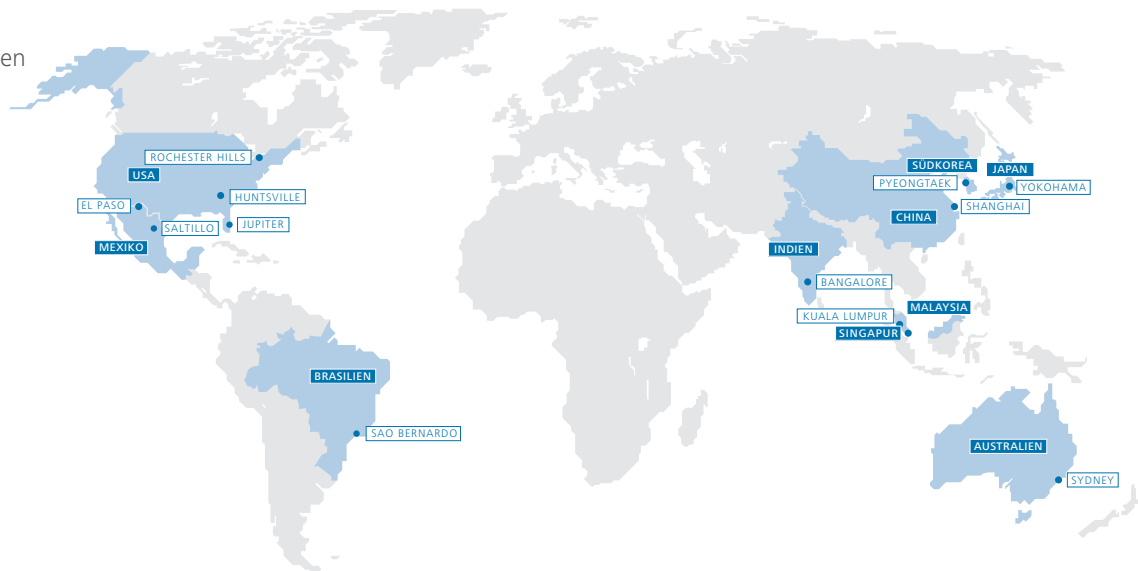 en
ROCHESTER HILLS
USA
HUNTSVILLE
EL PASO
SALTILLO
JUPITER
MEXIKO
BRASILIEN
SAO BERNARDO
SÜDKOREA
JAPAN
PYEONGTAEK
YOKOHAMA
SHANGHAI
CHINA
INDIEN
BANGALORE
MALAYSIA
KUALA LUMPUR
SINGAPUR
AUSTRALIEN
SYDNEY